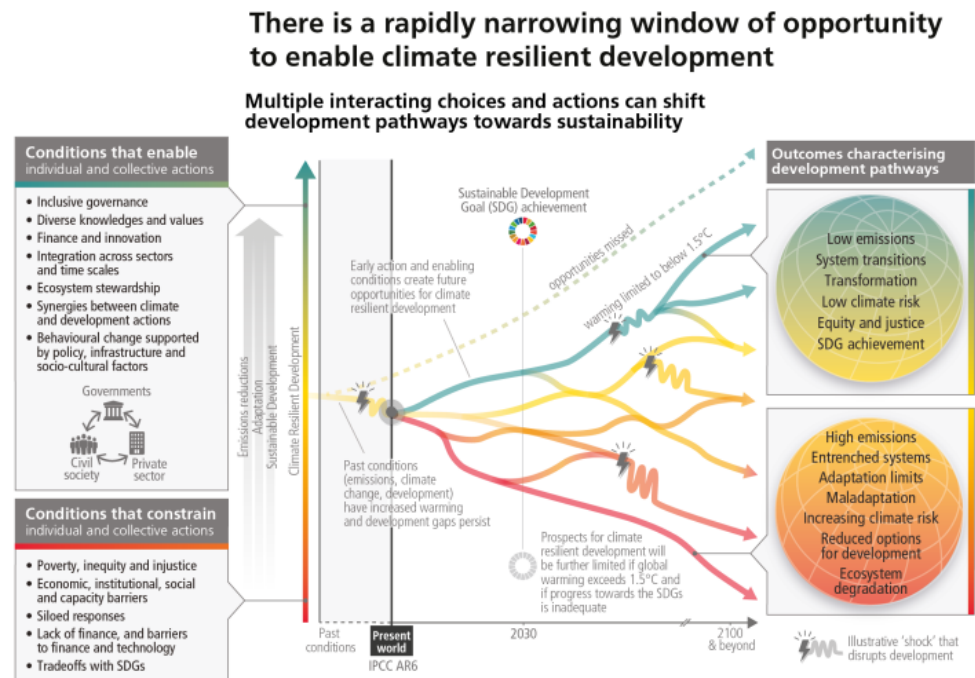 There is a rapidly narrowing window of opportunity
to enable climate resilient development
Multiple interacting choices and actions can shift
development pathways towards sustainability
Conditions that enable
individual and collective actions
• Inclusive governance
• Diverse knowledges and values
• Finance and innovation
• Integration across sectors
and time scales
• Ecosystem stewardship
• Synergies between climate
and development actions
• Behavioural change supported
by policy, infrastructure and
socio-cultural factors
Governments
Civil
society
Private
sector
Conditions that constrain
individual and collective actions
• Poverty, inequity and injustice
• Economic, institutional, social
and capacity barriers
• Siloed responses
• Lack of finance, and barriers
to finance and technology
• Tradeoffs with SDGs
Emissions reductions
Adaptation
Sustainable Development
Climate Resilient Development
Sustainable Development
Goal (SDG) achievement
Early action and enabling
conditions create future
opportunities for climate
resilient development
opportunities missed
warming limited to below 1.5°C
Past conditions
(emissions, climate
change, development)
have increased warming
and development gaps persist
Prospects for climate
resilient development will
be further limited if global
warming exceeds 1.5°C and
if progress towards the SDGs
is inadequate
Past
conditions
Present
world
IPCC AR6
2030
2100
& beyond
Outcomes characterising
development pathways
Low emissions
System transitions
Transformation
Low climate risk
Equity and justice
SDG achievement
High emissions
Entrenched systems
Adaptation limits
Maladaptation
Increasing climate risk
Reduced options
for development
Ecosystem
degradation
Illustrative 'shock' that
disrupts development